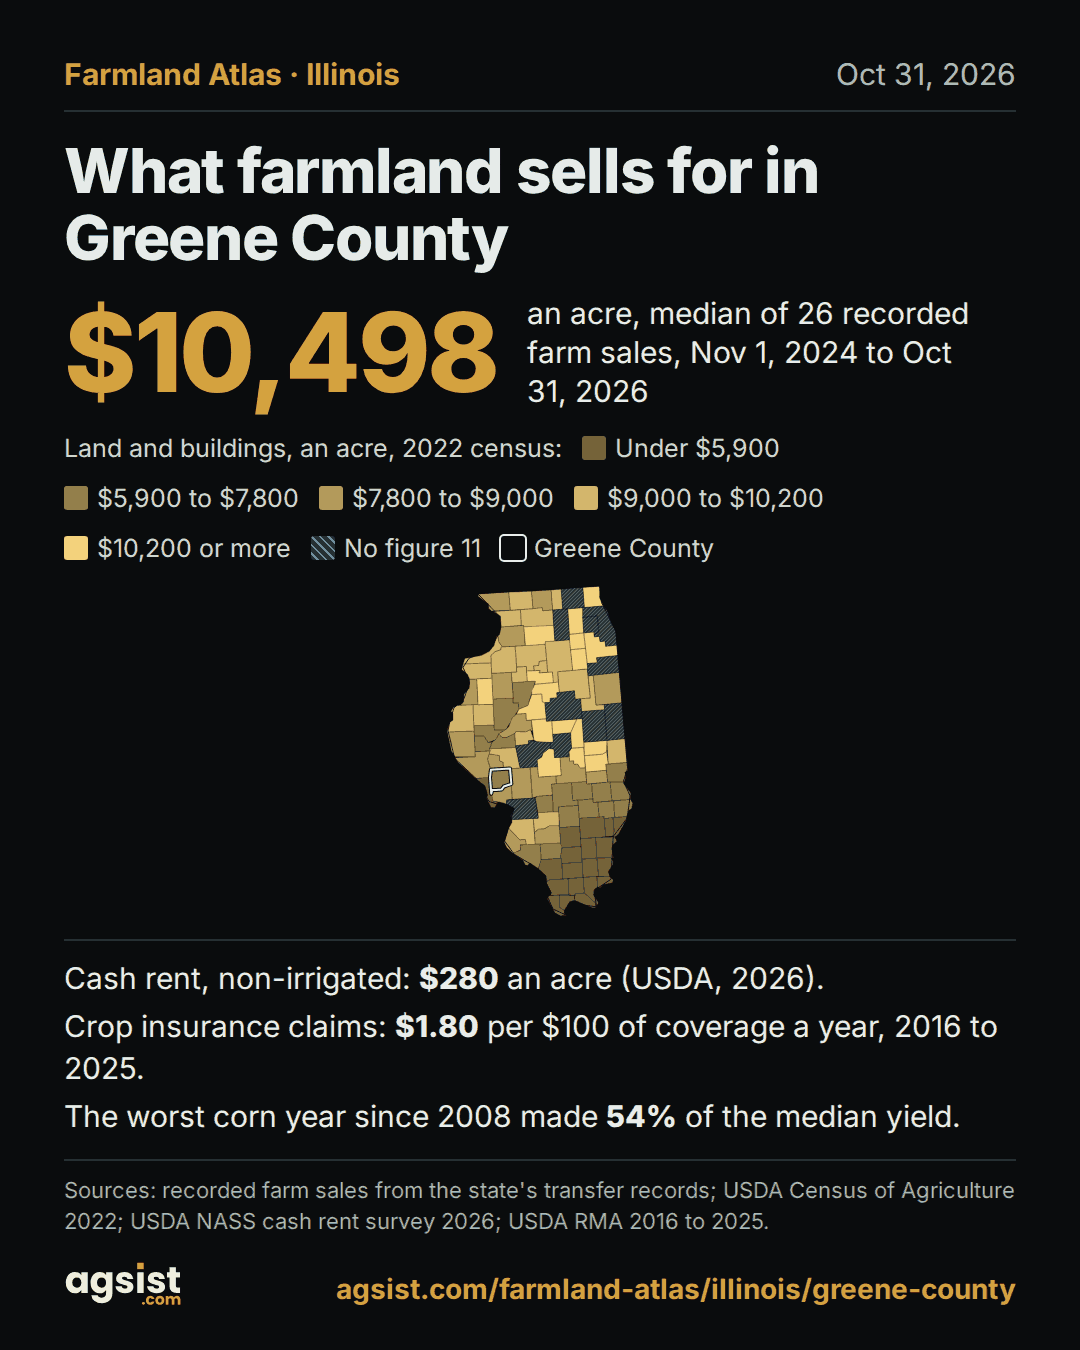 Farmland Atlas · Illinois
Oct 31, 2026
What farmland sells for in
Greene County
$10,498
an acre, median of 26 recorded
farm sales, Nov 1, 2024 to Oct
31, 2026
Land and buildings, an acre, 2022 census: Under $5,900
$5,900 to $7,800 $7,800 to $9,000 $9,000 to $10,200
$10,200 or more No figure 11 Greene County
Cash rent, non-irrigated: $280 an acre (USDA, 2026).
Crop insurance claims: $1.80 per $100 of coverage a year, 2016 to
2025.
The worst corn year since 2008 made 54% of the median yield.
Sources: recorded farm sales from the state's transfer records; USDA Census of Agriculture
2022; USDA NASS cash rent survey 2026; USDA RMA 2016 to 2025.
agsist
.com
agsist.com/farmland-atlas/illinois/greene-county